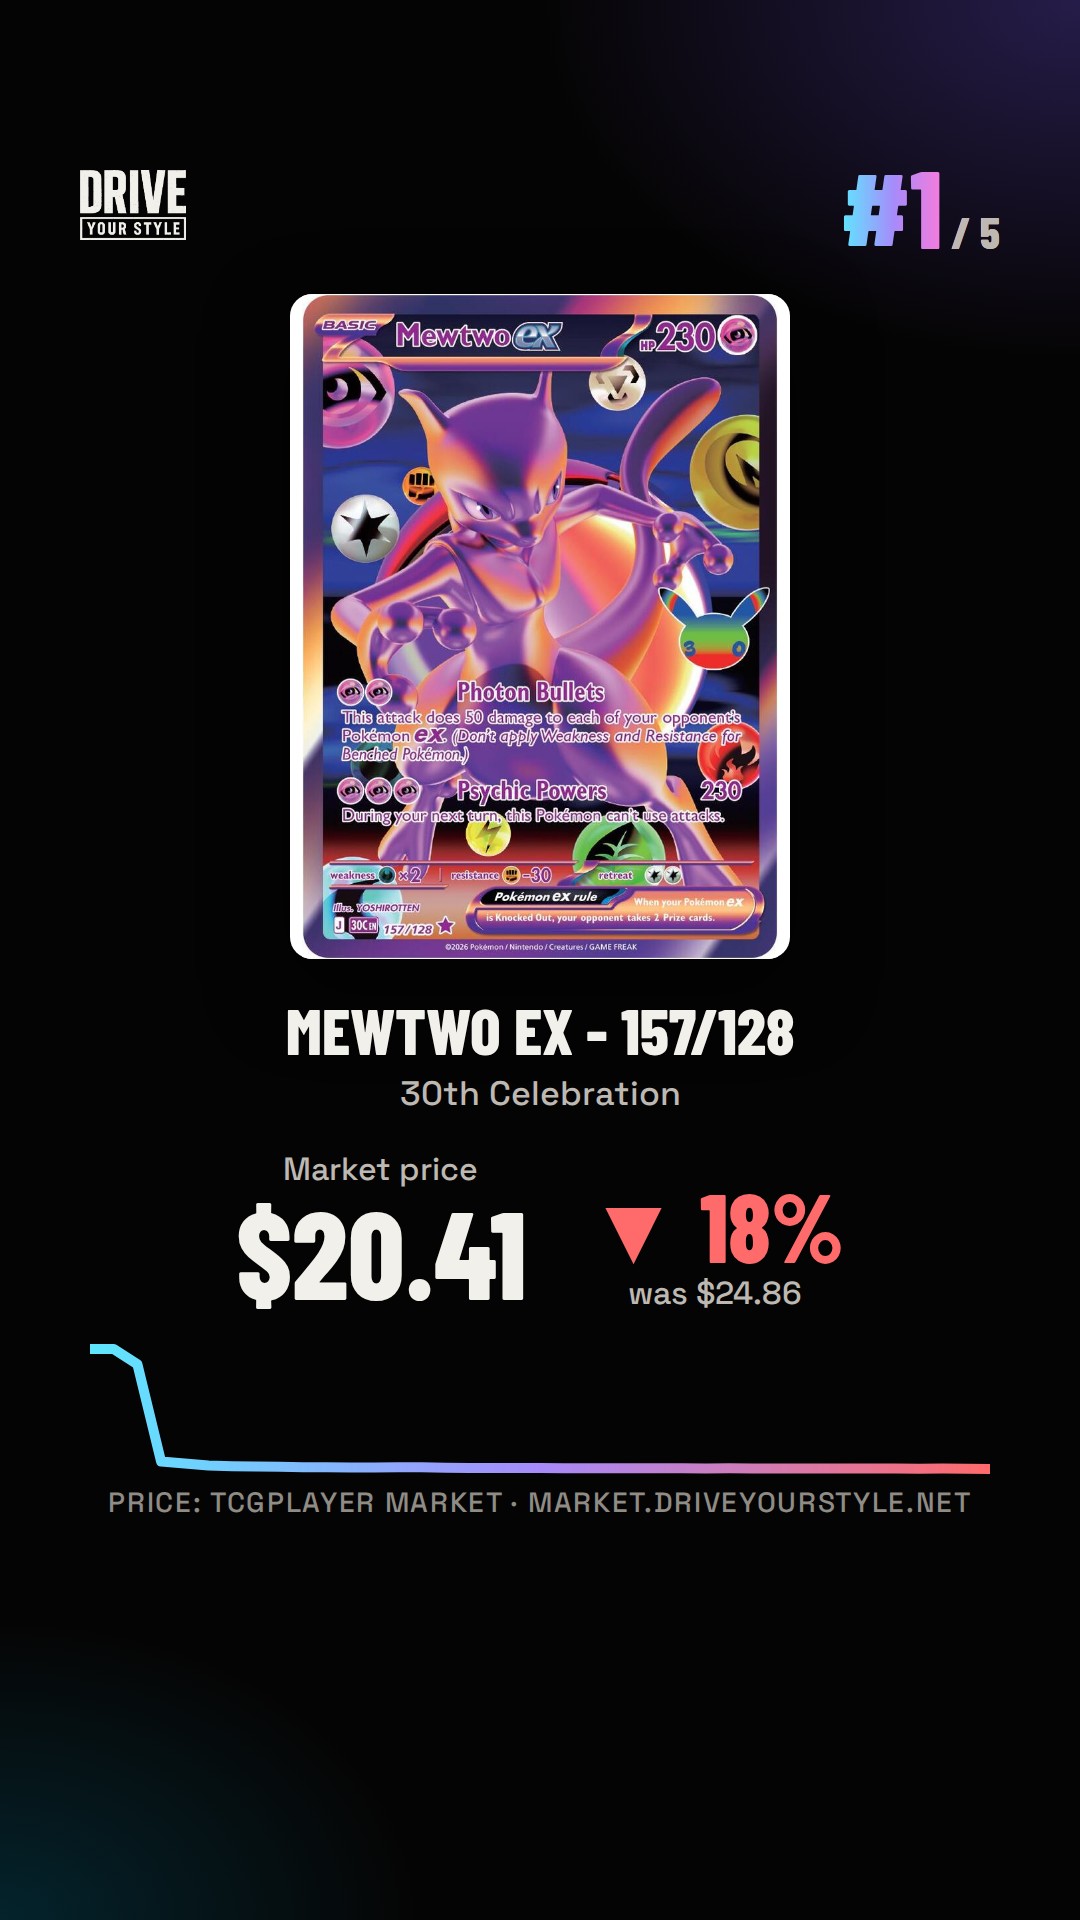 DRIVE
YOUR STYLE
#1 / 5
BASIC Mewtwo ex HP 230
3 0
Photon Bullets
This attack does 50 damage to each of your opponent's
Pokémon ex. (Don't apply Weakness and Resistance for
Benched Pokémon.)
Psychic Powers 230
During your next turn, this Pokémon can't use attacks.
weakness ×2 resistance -30 retreat
Pokémon ex rule When your Pokémon ex
is Knocked Out, your opponent takes 2 Prize cards.
Illus. YOSHIROTTEN
J 30C EN 157/128
©2026 Pokémon / Nintendo / Creatures / GAME FREAK
MEWTWO EX - 157/128
30th Celebration
Market price
$20.41
▼ 18%
was $24.86
PRICE: TCGPLAYER MARKET · MARKET.DRIVEYOURSTYLE.NET